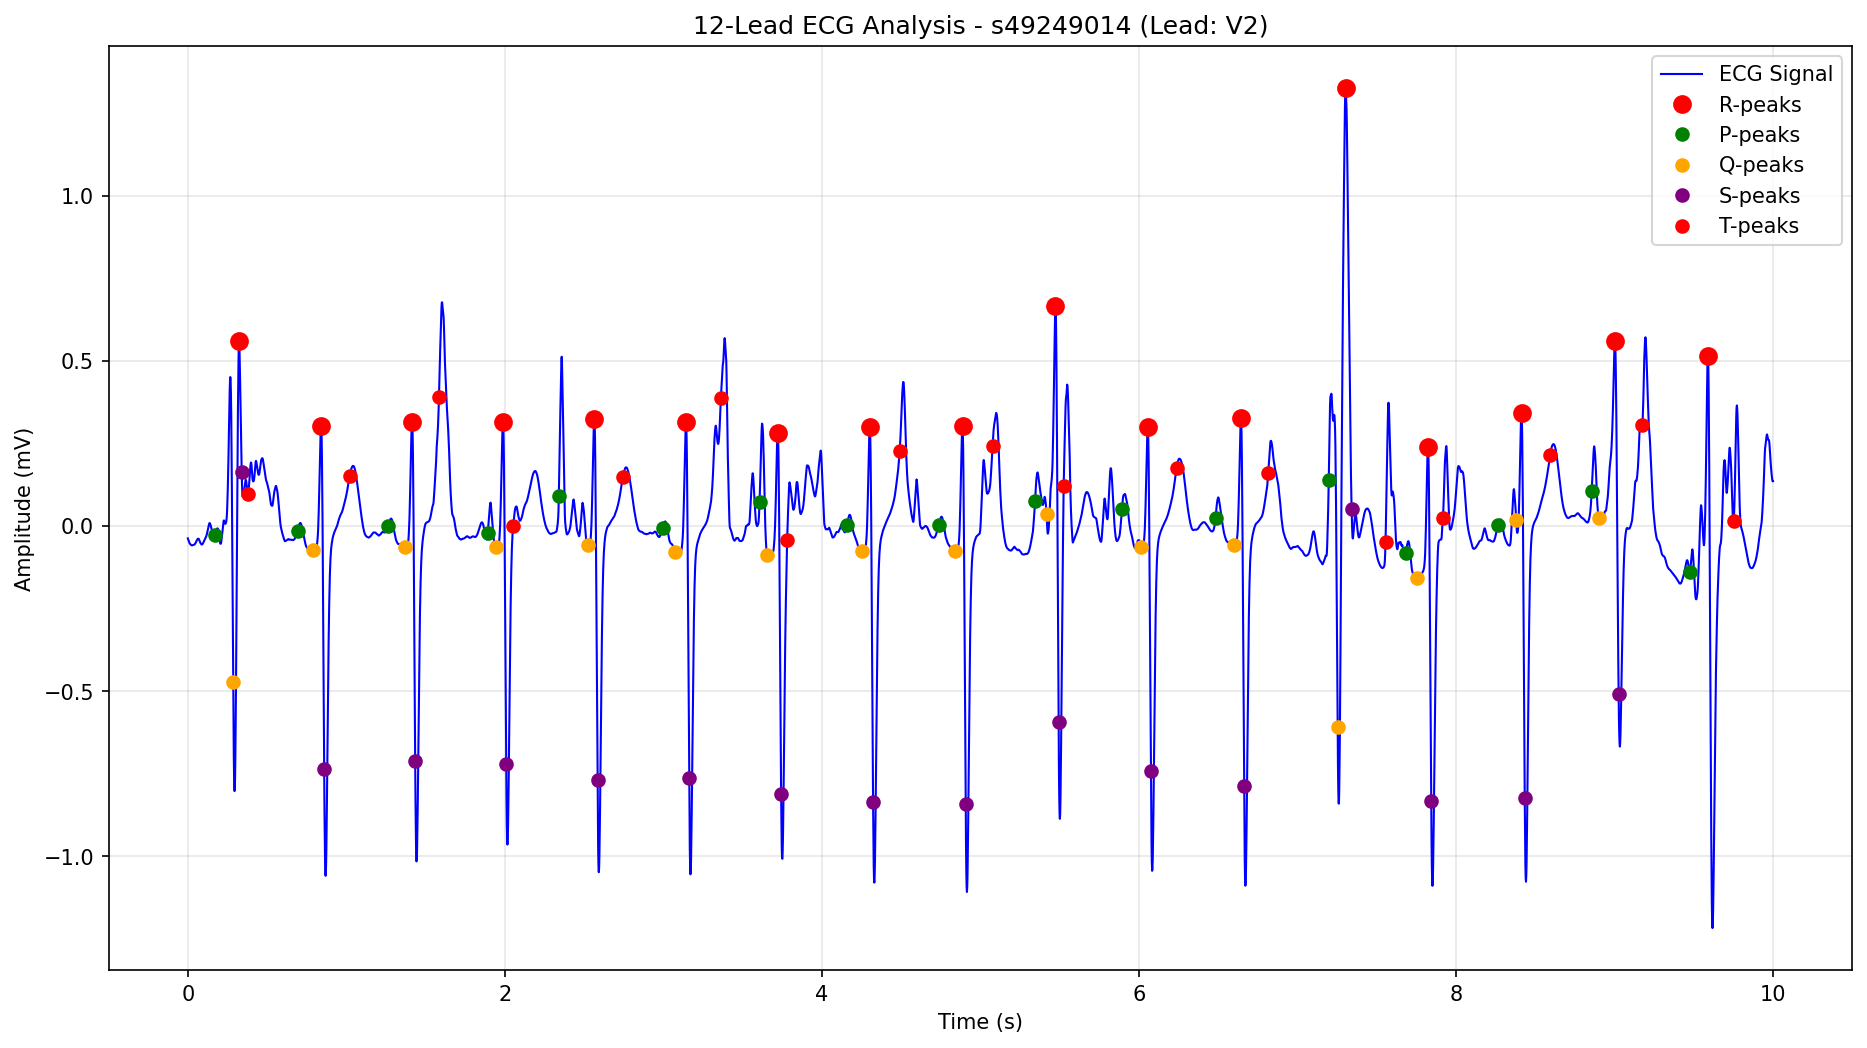 12-Lead ECG Analysis - s49249014 (Lead: V2)
ECG Signal
R-peaks
P-peaks
Q-peaks
S-peaks
T-peaks
Amplitude (mV)
1.0
0.5
0.0
−0.5
−1.0
0 2 4 6 8 10
Time (s)